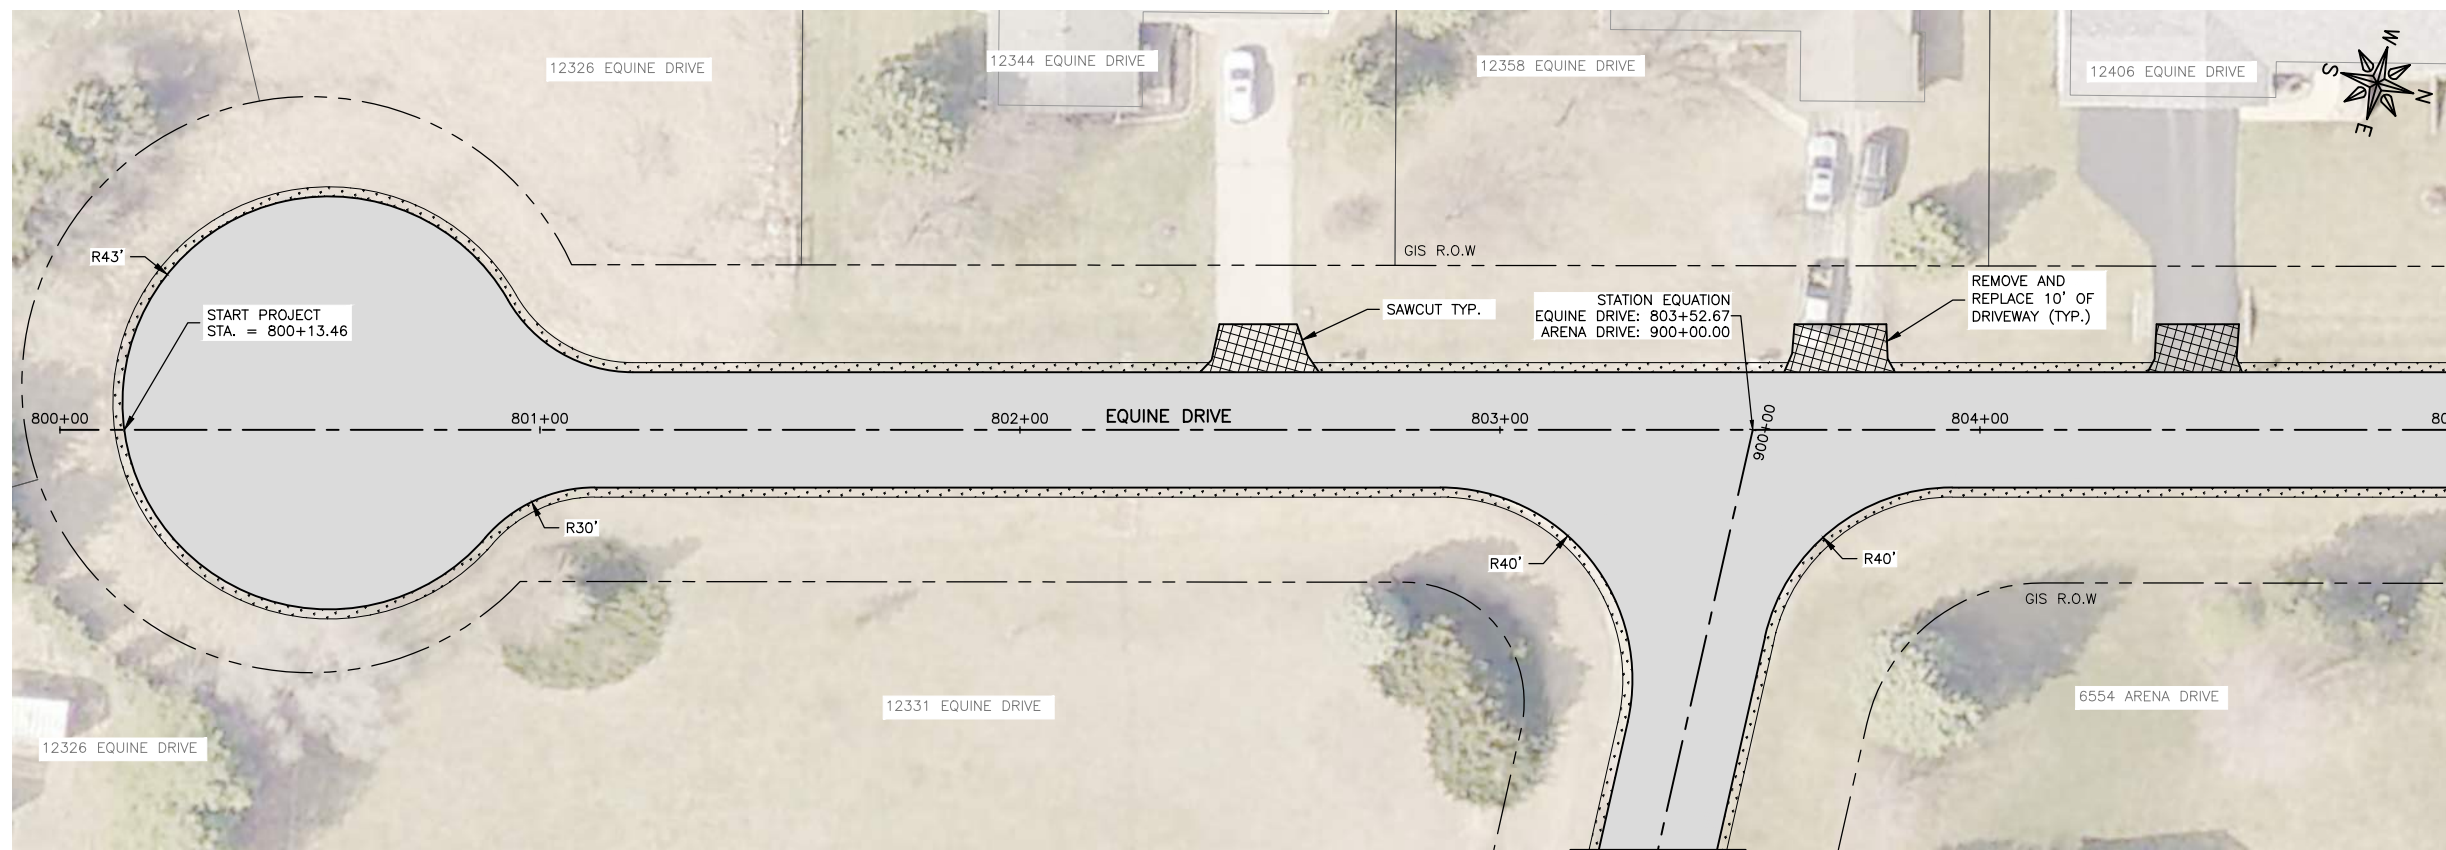 12326 EQUINE DRIVE
12344 EQUINE DRIVE
12358 EQUINE DRIVE
12406 EQUINE DRIVE
W
S
N
E
GIS R.O.W
R43'
START PROJECT
STA. = 800+13.46
SAWCUT TYP.
STATION EQUATION
EQUINE DRIVE: 803+52.67
ARENA DRIVE: 900+00.00
REMOVE AND
REPLACE 10' OF
DRIVEWAY (TYP.)
800+00
801+00
802+00
EQUINE DRIVE
803+00
900+00
804+00
80
R30'
R40'
R40'
GIS R.O.W
12331 EQUINE DRIVE
6554 ARENA DRIVE
12326 EQUINE DRIVE